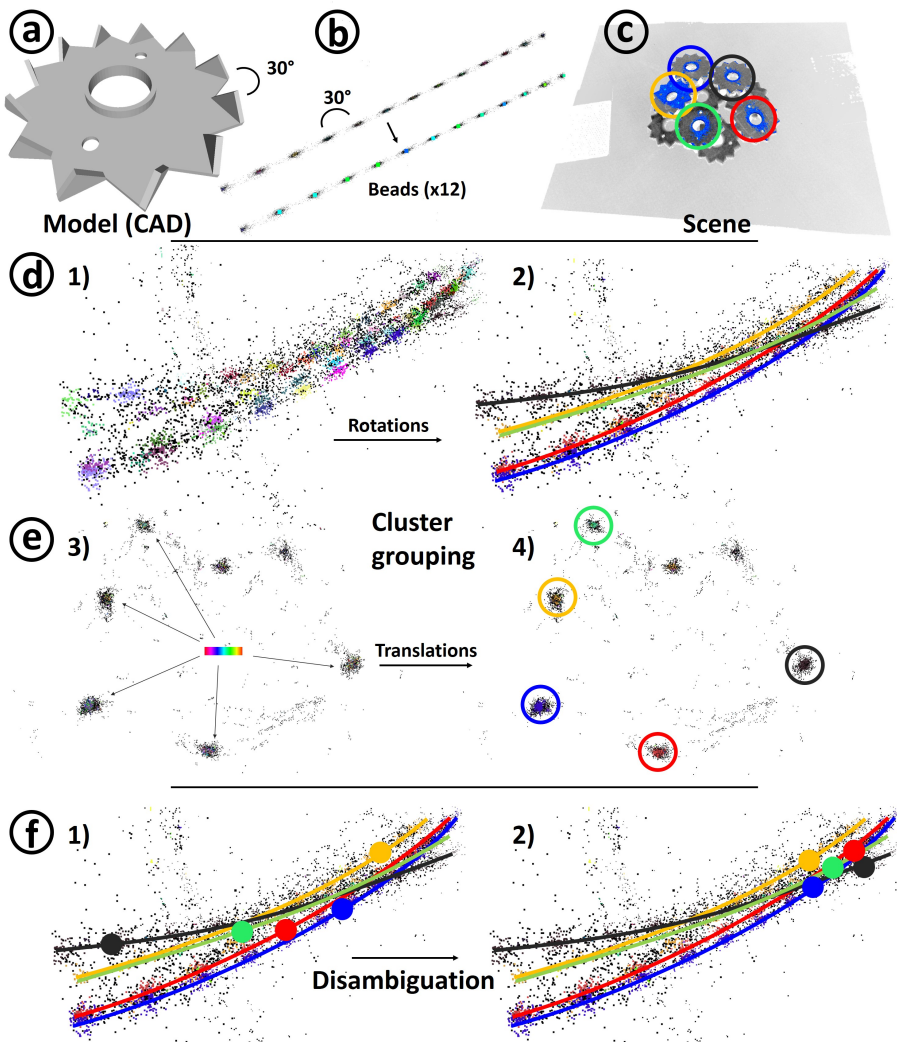 a
b
c
30°
30°
Beads (x12)
Model (CAD)
Scene
d
1)
2)
Rotations
e
3)
Cluster
grouping
4)
Translations
f
1)
2)
Disambiguation